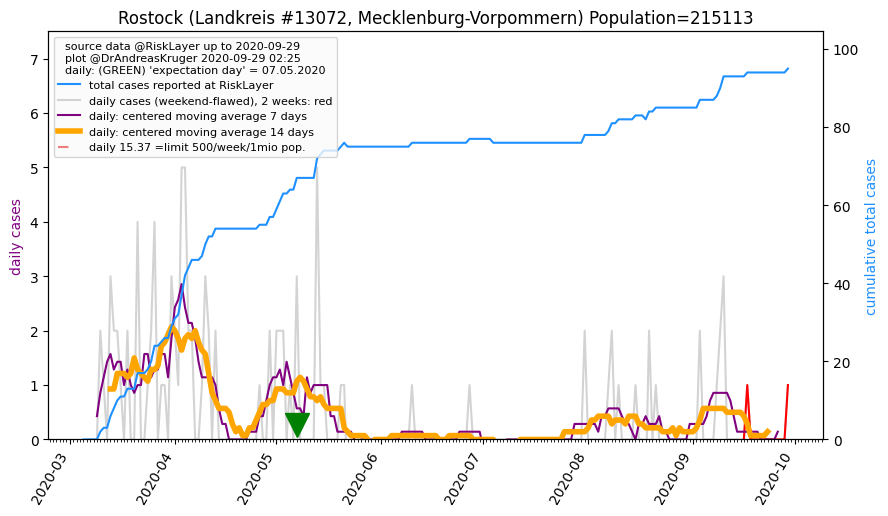 Rostock (Landkreis #13072, Mecklenburg-Vorpommern) Population=215113
source data @RiskLayer up to 2020-09-29
plot @DrAndreasKruger 2020-09-29 02:25
daily: (GREEN) 'expectation day' = 07.05.2020
total cases reported at RiskLayer
daily cases (weekend-flawed), 2 weeks: red
daily: centered moving average 7 days
daily: centered moving average 14 days
daily 15.37 =limit 500/week/1mio pop.
daily cases
7
6
5
4
3
2
1
0
cumulative total cases
100
80
60
40
20
0
2020-03
2020-04
2020-05
2020-06
2020-07
2020-08
2020-09
2020-10